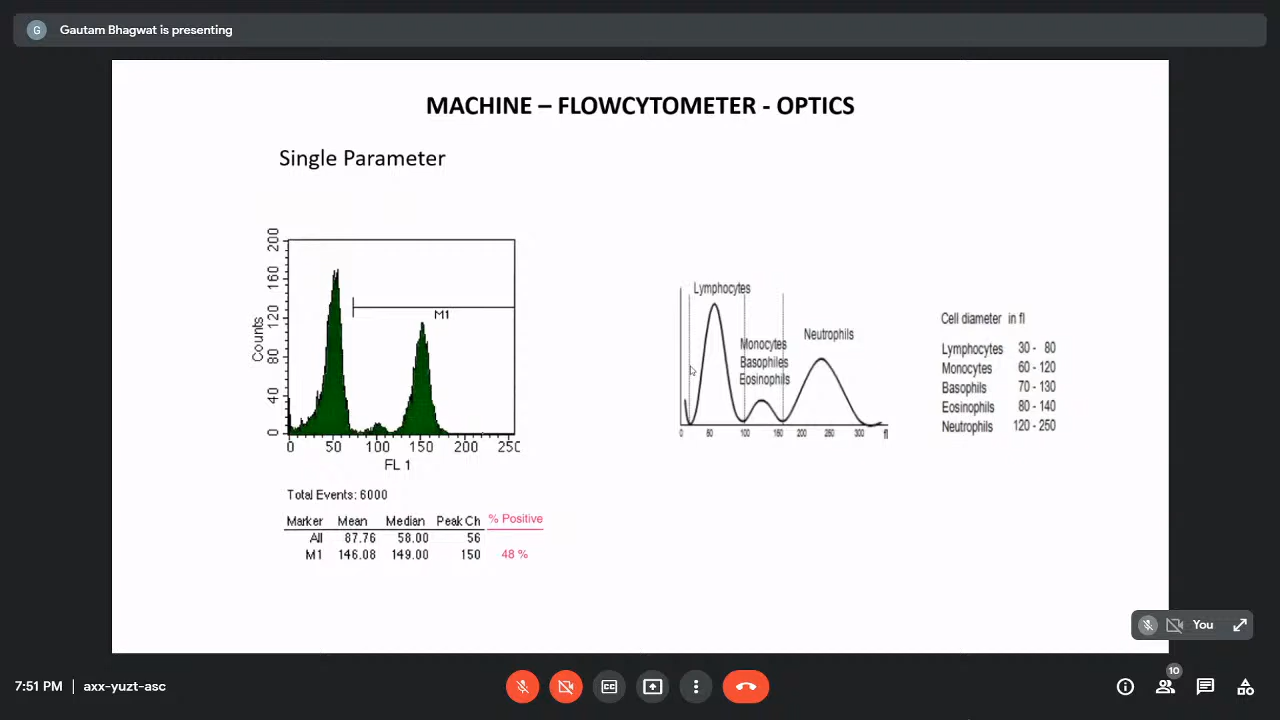 G
Gautam Bhagwat is presenting
MACHINE – FLOWCYTOMETER - OPTICS
Single Parameter
200
160
120
80
40
0
Counts
M1
0 50 100 150 200 250
FL 1
Total Events: 6000
Marker Mean Median Peak Ch % Positive
All 87.76 58.00 56
M1 146.08 149.00 150 48 %
Lymphocytes
Monocytes
Basophiles
Eosinophils
Neutrophils
0 50 100 160 200 250 300 fl
Cell diameter in fl
Lymphocytes 30 - 80
Monocytes 60 - 120
Basophils 70 - 130
Eosinophils 80 - 140
Neutrophils 120 - 250
You
7:51 PM | axx-yuzt-asc
CC
10